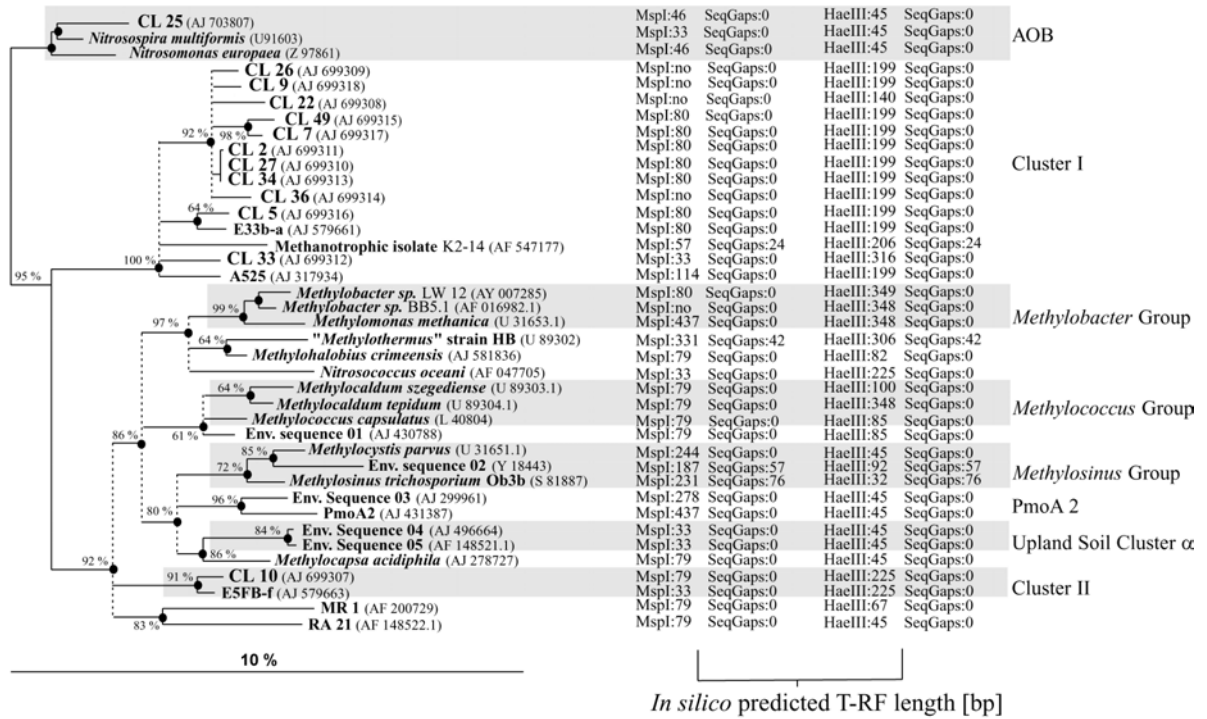 CL 25 (AJ 703807) MspI:46 SeqGaps:0 HaeIII:45 SeqGaps:0
Nitrosospira multiformis (U91603) MspI:33 SeqGaps:0 HaeIII:45 SeqGaps:0 AOB
Nitrosomonas europaea (Z 97861) MspI:46 SeqGaps:0 HaeIII:45 SeqGaps:0
CL 26 (AJ 699309) MspI:no SeqGaps:0 HaeIII:199 SeqGaps:0
CL 9 (AJ 699318) MspI:no SeqGaps:0 HaeIII:199 SeqGaps:0
CL 22 (AJ 699308) MspI:no SeqGaps:0 HaeIII:140 SeqGaps:0
CL 49 (AJ 699315) MspI:80 SeqGaps:0 HaeIII:199 SeqGaps:0
92 % 98 % CL 7 (AJ 699317) MspI:80 SeqGaps:0 HaeIII:199 SeqGaps:0
CL 2 (AJ 699311) MspI:80 SeqGaps:0 HaeIII:199 SeqGaps:0
CL 27 (AJ 699310) MspI:80 SeqGaps:0 HaeIII:199 SeqGaps:0 Cluster I
CL 34 (AJ 699313) MspI:80 SeqGaps:0 HaeIII:199 SeqGaps:0
CL 36 (AJ 699314) MspI:no SeqGaps:0 HaeIII:199 SeqGaps:0
64 % CL 5 (AJ 699316) MspI:80 SeqGaps:0 HaeIII:199 SeqGaps:0
E33b-a (AJ 579661) MspI:80 SeqGaps:0 HaeIII:199 SeqGaps:0
Methanotrophic isolate K2-14 (AF 547177) MspI:57 SeqGaps:24 HaeIII:206 SeqGaps:24
100 % CL 33 (AJ 699312) MspI:33 SeqGaps:0 HaeIII:316 SeqGaps:0
95 % A525 (AJ 317934) MspI:114 SeqGaps:0 HaeIII:199 SeqGaps:0
Methylobacter sp. LW 12 (AY 007285) MspI:80 SeqGaps:0 HaeIII:349 SeqGaps:0
99 % Methylobacter sp. BB5.1 (AF 016982.1) MspI:no SeqGaps:0 HaeIII:348 SeqGaps:0 Methylobacter Group
97 % Methylomonas methanica (U 31653.1) MspI:437 SeqGaps:0 HaeIII:348 SeqGaps:0
64 % "Methylothermus" strain HB (U 89302) MspI:331 SeqGaps:42 HaeIII:306 SeqGaps:42
Methylohalobius crimeensis (AJ 581836) MspI:79 SeqGaps:0 HaeIII:82 SeqGaps:0
Nitrosococcus oceani (AF 047705) MspI:33 SeqGaps:0 HaeIII:225 SeqGaps:0
64 % Methylocaldum szegediense (U 89303.1) MspI:79 SeqGaps:0 HaeIII:100 SeqGaps:0
Methylocaldum tepidum (U 89304.1) MspI:79 SeqGaps:0 HaeIII:348 SeqGaps:0 Methylococcus Group
Methylococcus capsulatus (L 40804) MspI:79 SeqGaps:0 HaeIII:85 SeqGaps:0
86 % 61 % Env. sequence 01 (AJ 430788) MspI:79 SeqGaps:0 HaeIII:85 SeqGaps:0
85 % Methylocystis parvus (U 31651.1) MspI:244 SeqGaps:0 HaeIII:45 SeqGaps:0
72 % Env. sequence 02 (Y 18443) MspI:187 SeqGaps:57 HaeIII:92 SeqGaps:57 Methylosinus Group
Methylosinus trichosporium Ob3b (S 81887) MspI:231 SeqGaps:76 HaeIII:32 SeqGaps:76
96 % Env. Sequence 03 (AJ 299961) MspI:278 SeqGaps:0 HaeIII:45 SeqGaps:0 PmoA 2
80 % PmoA2 (AJ 431387) MspI:437 SeqGaps:0 HaeIII:45 SeqGaps:0
84 % Env. Sequence 04 (AJ 496664) MspI:33 SeqGaps:0 HaeIII:45 SeqGaps:0
Env. Sequence 05 (AF 148521.1) MspI:33 SeqGaps:0 HaeIII:45 SeqGaps:0 Upland Soil Cluster α
92 % 86 % Methylocapsa acidiphila (AJ 278727) MspI:79 SeqGaps:0 HaeIII:45 SeqGaps:0
91 % CL 10 (AJ 699307) MspI:79 SeqGaps:0 HaeIII:225 SeqGaps:0 Cluster II
E5FB-f (AJ 579663) MspI:33 SeqGaps:0 HaeIII:225 SeqGaps:0
MR 1 (AF 200729) MspI:79 SeqGaps:0 HaeIII:67 SeqGaps:0
83 % RA 21 (AF 148522.1) MspI:79 SeqGaps:0 HaeIII:45 SeqGaps:0
10 %
In silico predicted T-RF length [bp]